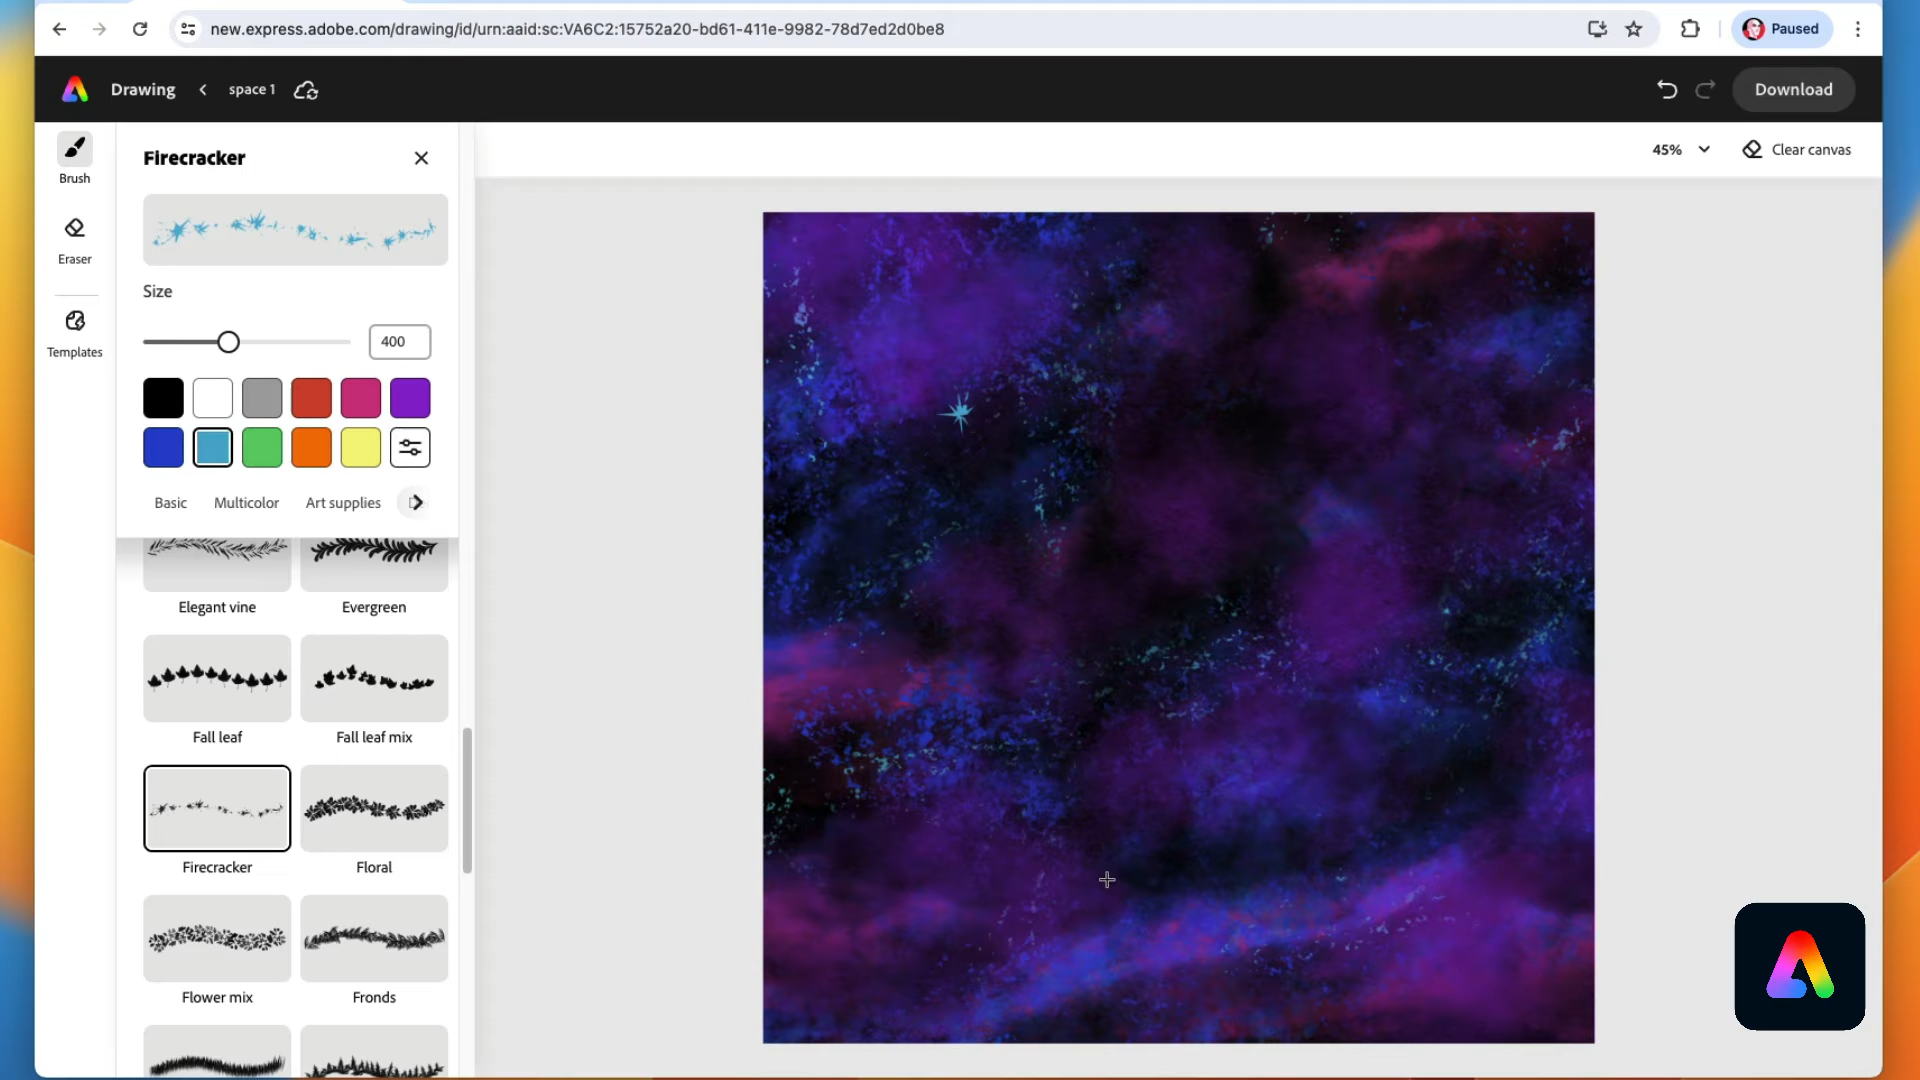 new.express.adobe.com/drawing/id/urn:aaid:sc:VA6C2:15752a20-bd61-411e-9982-78d7ed2d0be8
Paused
Drawing
space 1
Download
Brush
Firecracker
45%
Clear canvas
Eraser
Size
Templates
400
Basic
Multicolor
Art supplies
Elegant vine
Evergreen
Fall leaf
Fall leaf mix
Firecracker
Floral
Flower mix
Fronds